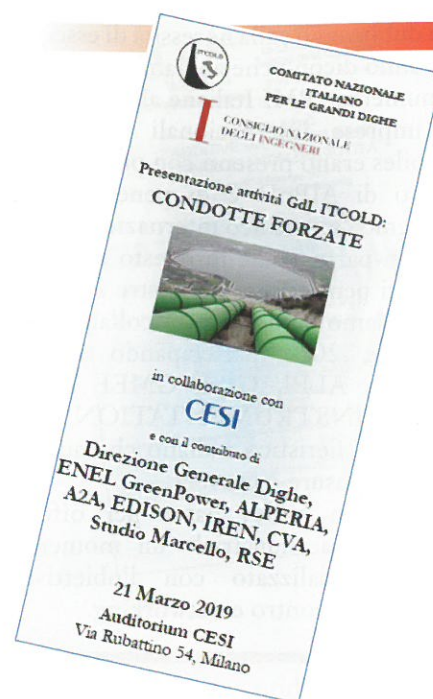 ITCOLD
COMITATO NAZIONALE
ITALIANO
PER LE GRANDI DIGHE
CONSIGLIO NAZIONALE
DEGLI INGEGNERI
Presentazione attività GdL ITCOLD:
CONDOTTE FORZATE
in collaborazione con
CESI
e con il contributo di
Direzione Generale Dighe,
ENEL GreenPower, ALPERIA,
A2A, EDISON, IREN, CVA,
Studio Marcello, RSE
21 Marzo 2019
Auditorium CESI
Via Rubattino 54, Milano